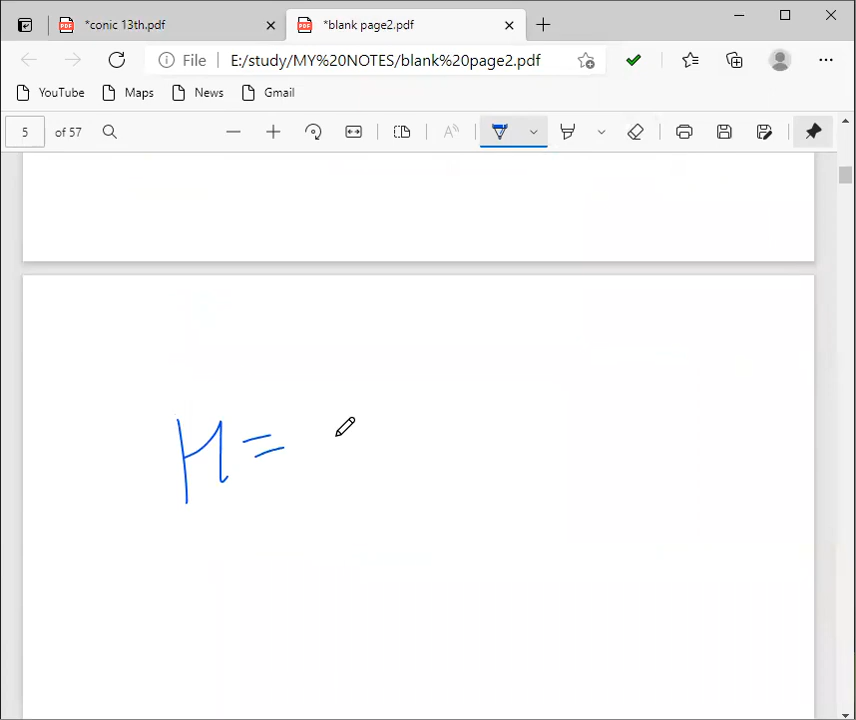 *conic 13th.pdf
*blank page2.pdf
File
E:/study/MY%20NOTES/blank%20page2.pdf
YouTube
Maps
News
Gmail
5
of 57
H =